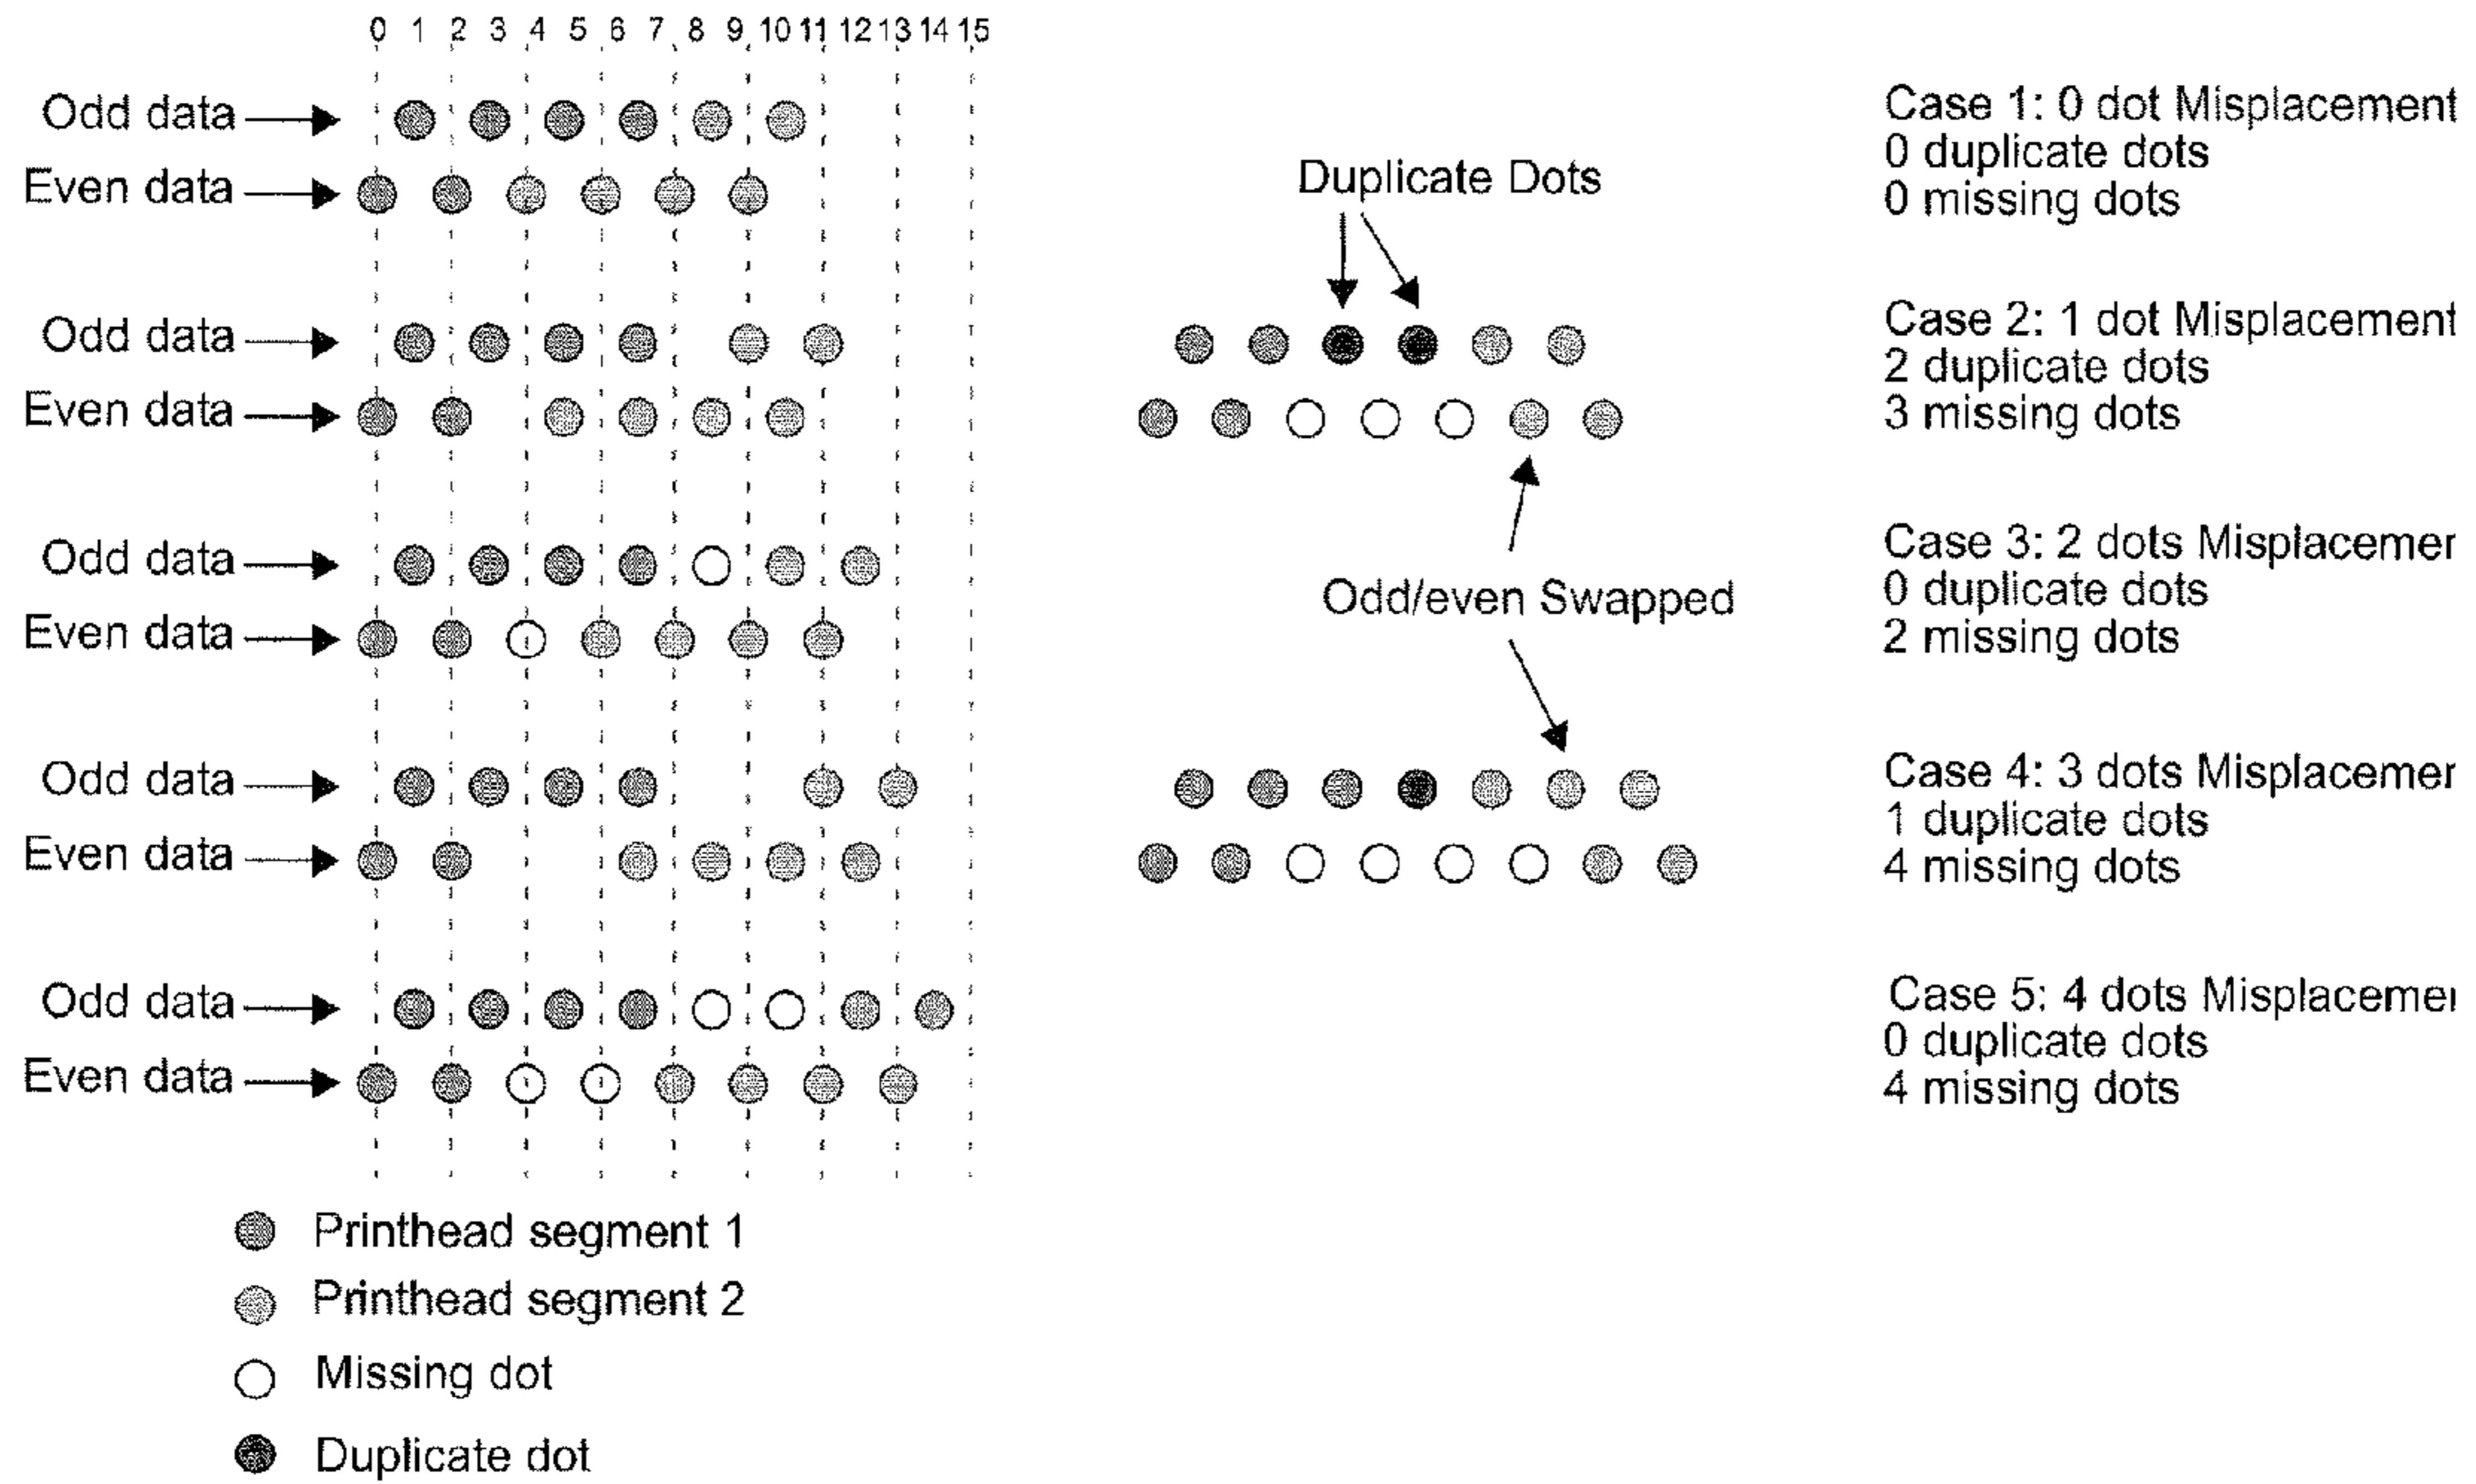 0 1 2 3 4 5 6 7 8 9 10 11 12 13 14 15
Odd data
Even data
Duplicate Dots
Case 1: 0 dot Misplacement
0 duplicate dots
0 missing dots
Odd data
Even data
Case 2: 1 dot Misplacement
2 duplicate dots
3 missing dots
Odd data
Even data
Odd/even Swapped
Case 3: 2 dots Misplacemer
0 duplicate dots
2 missing dots
Odd data
Even data
Case 4: 3 dots Misplacemer
1 duplicate dots
4 missing dots
Odd data
Even data
Case 5: 4 dots Misplacemei
0 duplicate dots
4 missing dots
Printhead segment 1
Printhead segment 2
Missing dot
Duplicate dot